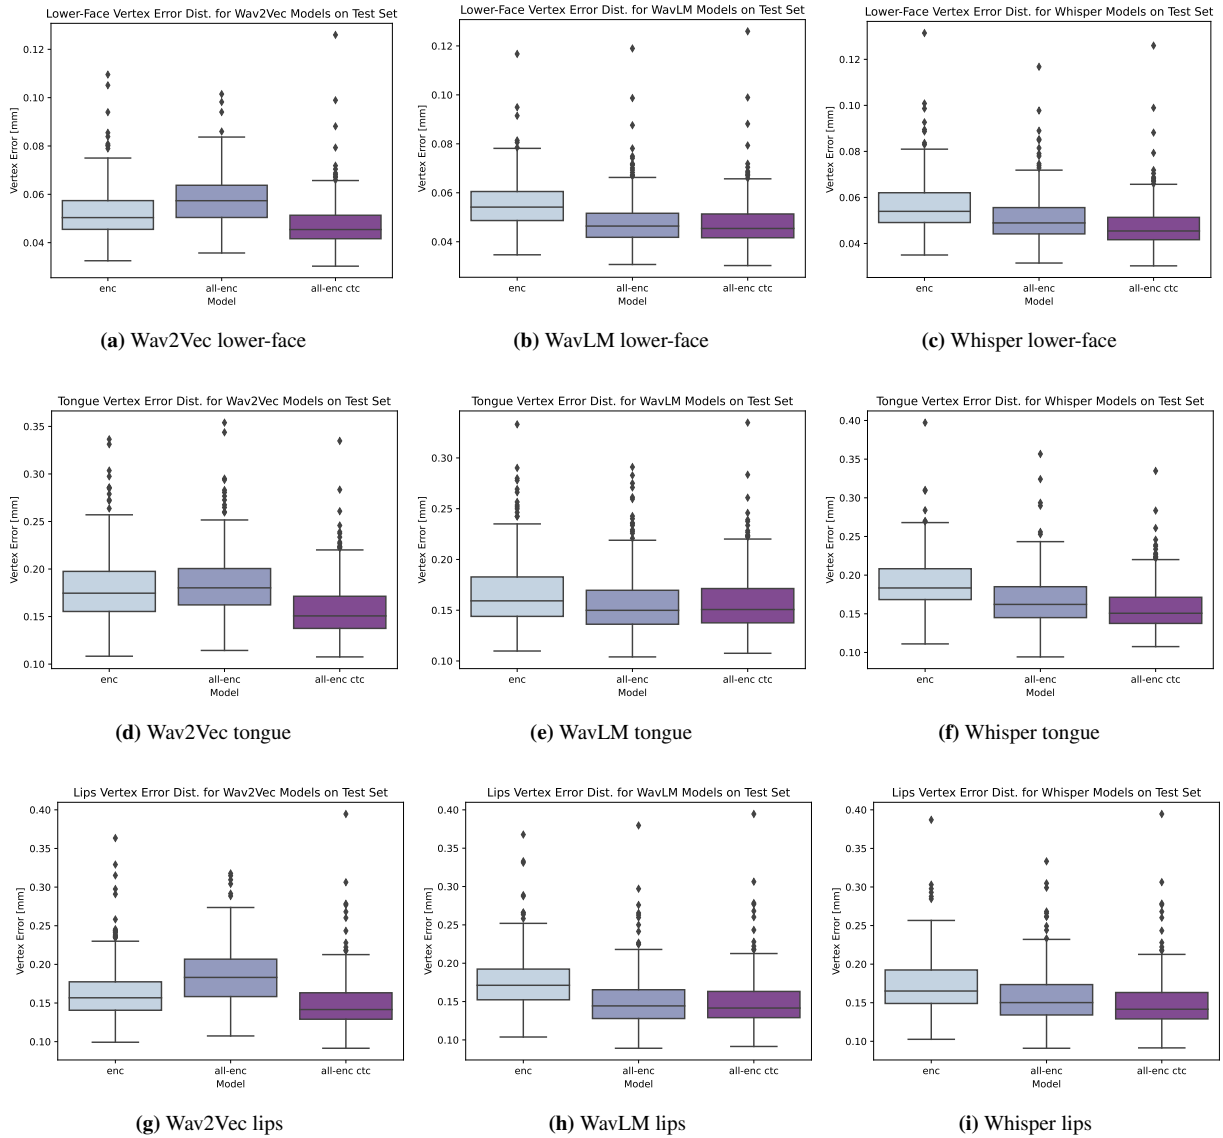 Lower-Face Vertex Error Dist. for Wav2Vec Models on Test Set
Vertex Error [mm]
0.12
0.10
0.08
0.06
0.04
enc
all-enc
all-enc ctc
Model
(a) Wav2Vec lower-face
Lower-Face Vertex Error Dist. for WavLM Models on Test Set
Vertex Error [mm]
0.12
0.10
0.08
0.06
0.04
enc
all-enc
all-enc ctc
Model
(b) WavLM lower-face
Lower-Face Vertex Error Dist. for Whisper Models on Test Set
Vertex Error [mm]
0.12
0.10
0.08
0.06
0.04
enc
all-enc
all-enc ctc
Model
(c) Whisper lower-face
Tongue Vertex Error Dist. for Wav2Vec Models on Test Set
Vertex Error [mm]
0.35
0.30
0.25
0.20
0.15
0.10
enc
all-enc
all-enc ctc
Model
(d) Wav2Vec tongue
Tongue Vertex Error Dist. for WavLM Models on Test Set
Vertex Error [mm]
0.30
0.25
0.20
0.15
0.10
enc
all-enc
all-enc ctc
Model
(e) WavLM tongue
Tongue Vertex Error Dist. for Whisper Models on Test Set
Vertex Error [mm]
0.40
0.35
0.30
0.25
0.20
0.15
0.10
enc
all-enc
all-enc ctc
Model
(f) Whisper tongue
Lips Vertex Error Dist. for Wav2Vec Models on Test Set
Vertex Error [mm]
0.40
0.35
0.30
0.25
0.20
0.15
0.10
enc
all-enc
all-enc ctc
Model
(g) Wav2Vec lips
Lips Vertex Error Dist. for WavLM Models on Test Set
Vertex Error [mm]
0.40
0.35
0.30
0.25
0.20
0.15
0.10
enc
all-enc
all-enc ctc
Model
(h) WavLM lips
Lips Vertex Error Dist. for Whisper Models on Test Set
Vertex Error [mm]
0.40
0.35
0.30
0.25
0.20
0.15
0.10
enc
all-enc
all-enc ctc
Model
(i) Whisper lips